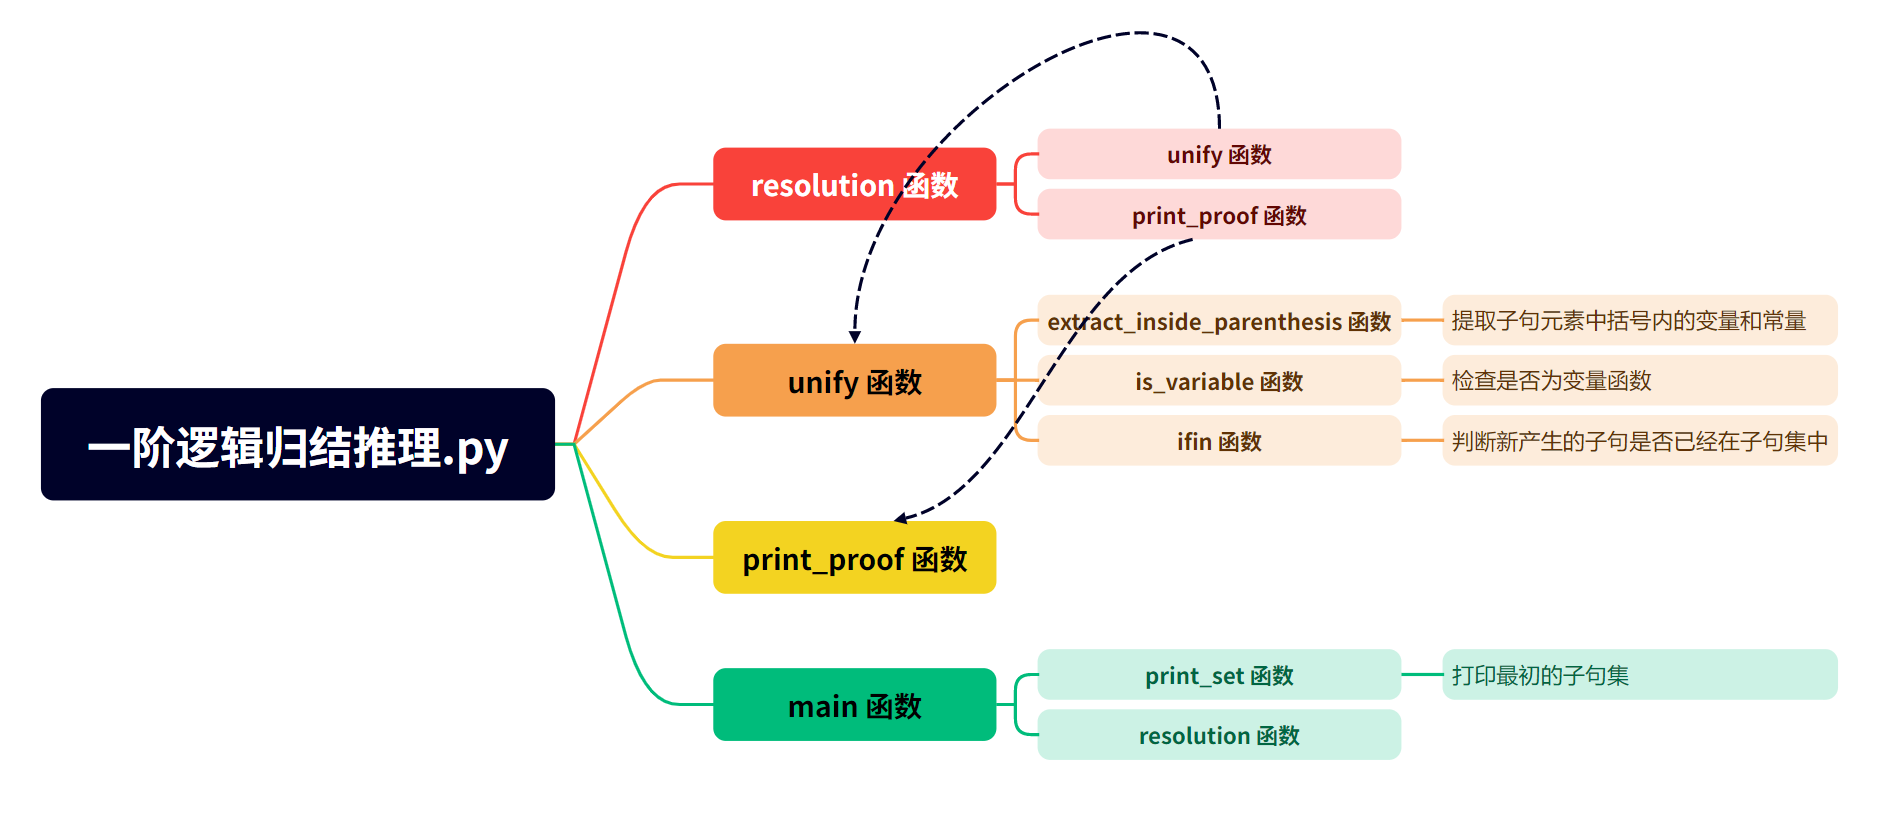 一阶逻辑归结推理.py
resolution 函数
unify 函数
print_proof 函数
unify 函数
extract_inside_parenthesis 函数
提取子句元素中括号内的变量和常量
is_variable 函数
检查是否为变量函数
ifin 函数
判断新产生的子句是否已经在子句集中
print_proof 函数
main 函数
print_set 函数
打印最初的子句集
resolution 函数